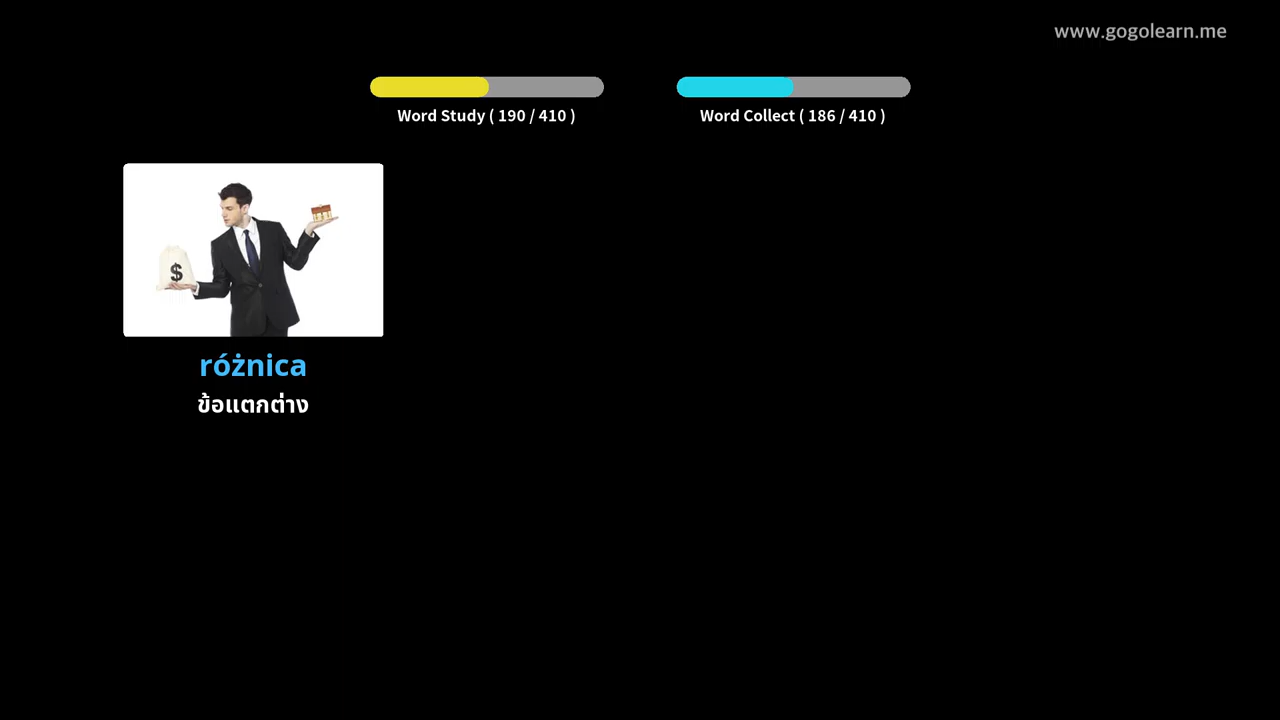 www.gogolearn.me
Word Study ( 190 / 410 )
Word Collect ( 186 / 410 )
$
różnica
ข้อแตกต่าง